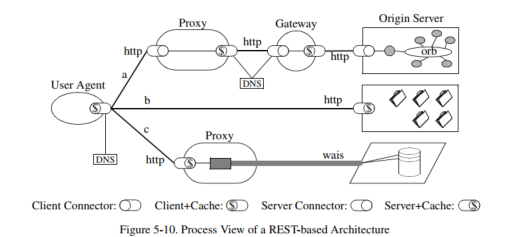 Proxy Gateway Origin Server
http http http orb
a
DNS
User Agent
$ b http $
c
DNS
Proxy
http $ wais
Client Connector: Client+Cache: $ Server Connector: Server+Cache: $
Figure 5-10. Process View of a REST-based Architecture